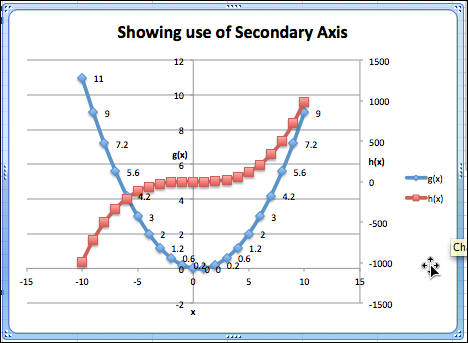 Showing use of Secondary Axis
12 1500
11
10 1000
9 9
8
7.2 7.2
500
g(x)
h(x)
6
5.6 5.6
0
g(x)
4.2 4.2
4
h(x)
3 3
-500
2 2 2
1.2 1.2
0.6 0.6
0.2 0.2
0 0 0 0
-1000
Ch
-15 -10 -5 0 5 10 15
-2 -1500
x